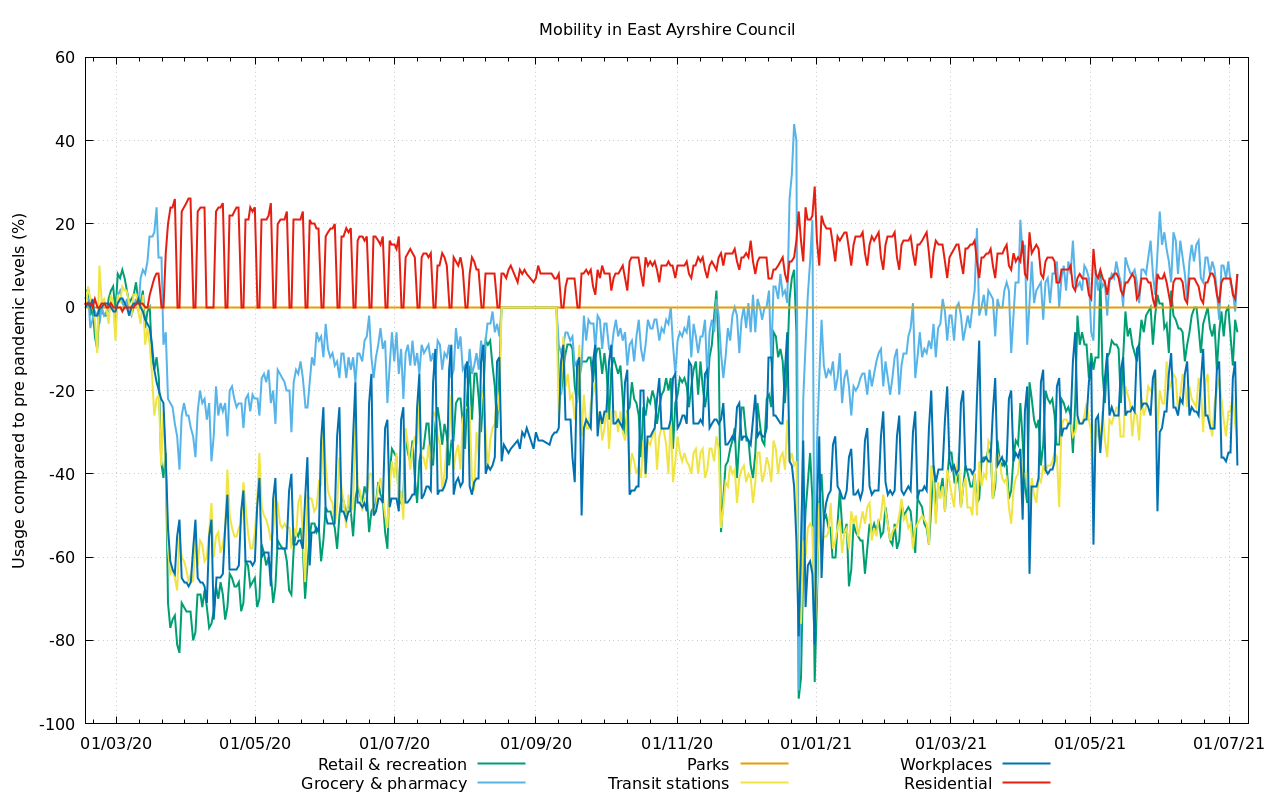 Mobility in East Ayrshire Council
Usage compared to pre pandemic levels (%)
60
40
20
0
-20
-40
-60
-80
-100
01/03/20 01/05/20 01/07/20 01/09/20 01/11/20 01/01/21 01/03/21 01/05/21 01/07/21
Retail & recreation Parks Workplaces
Grocery & pharmacy Transit stations Residential